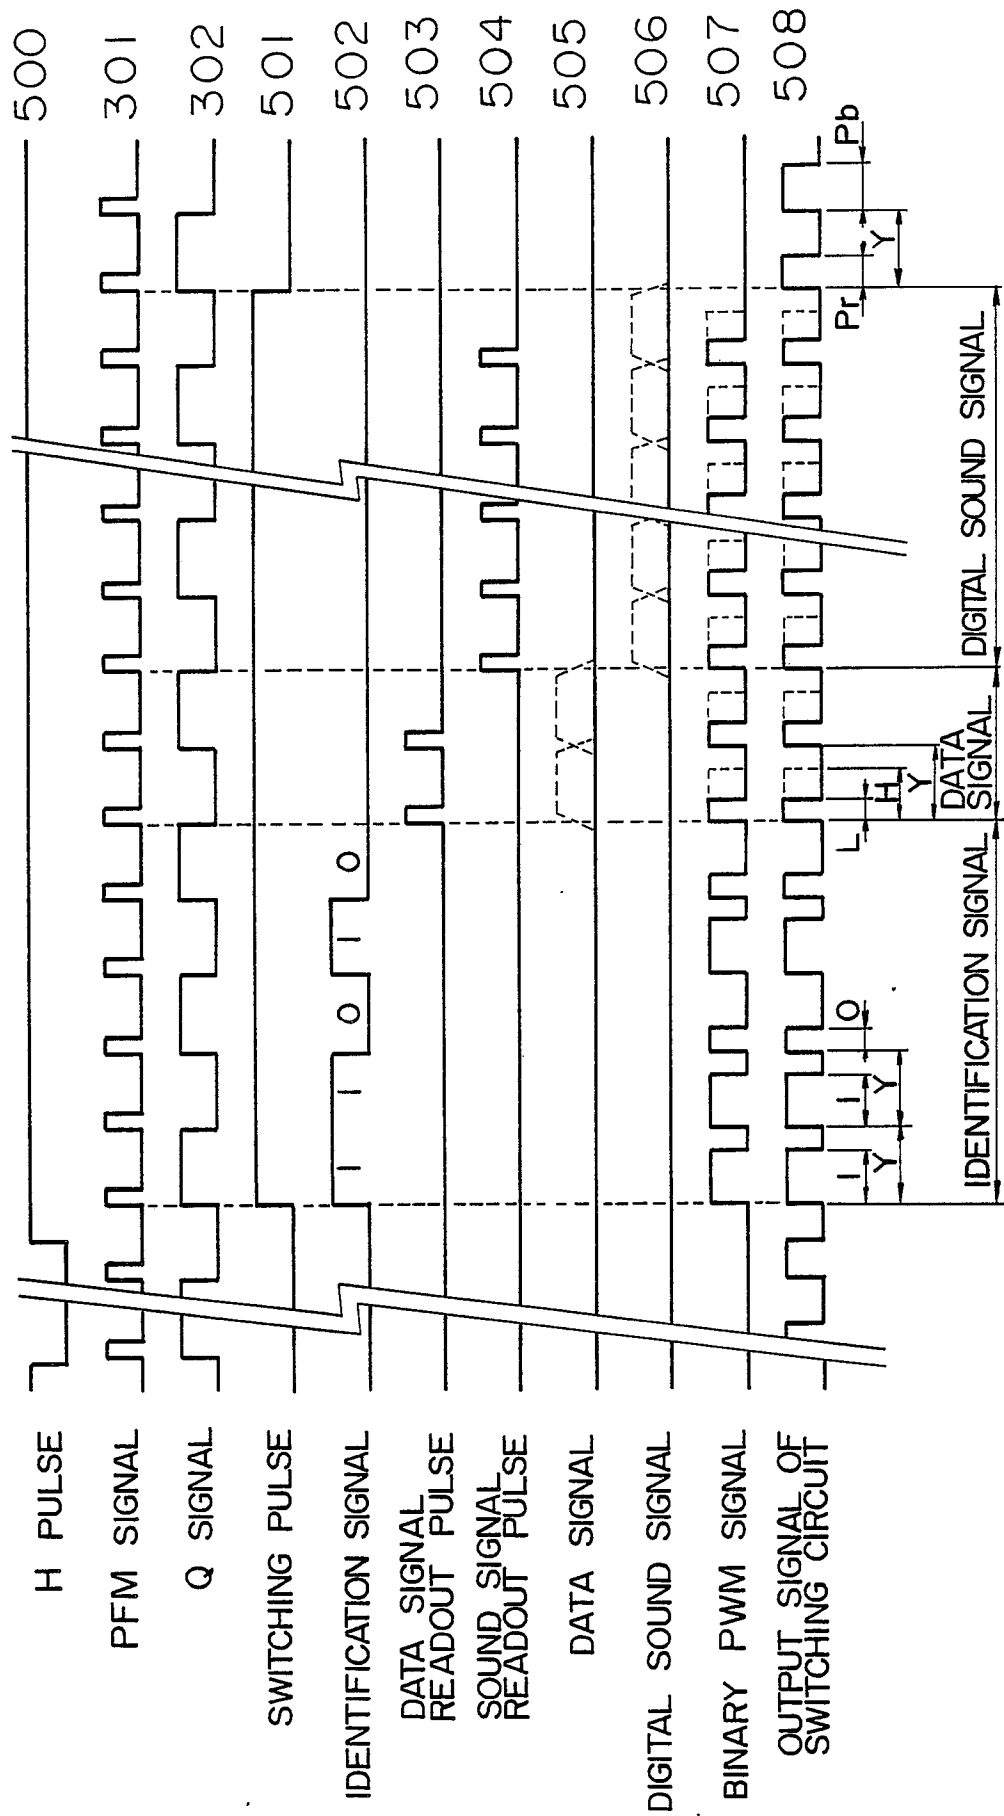 H PULSE 500
PFM SIGNAL 301
Q SIGNAL 302
SWITCHING PULSE 501
IDENTIFICATION SIGNAL 1 1 0 1 0 502
DATA SIGNAL
READOUT PULSE 503
SOUND SIGNAL
READOUT PULSE 504
DATA SIGNAL 505
DIGITAL SOUND SIGNAL 506
BINARY PWM SIGNAL 507
OUTPUT SIGNAL OF
SWITCHING CIRCUIT 508
1 1 0 L H Pr Pb
Y Y Y Y
IDENTIFICATION SIGNAL
DATA
SIGNAL
DIGITAL SOUND SIGNAL